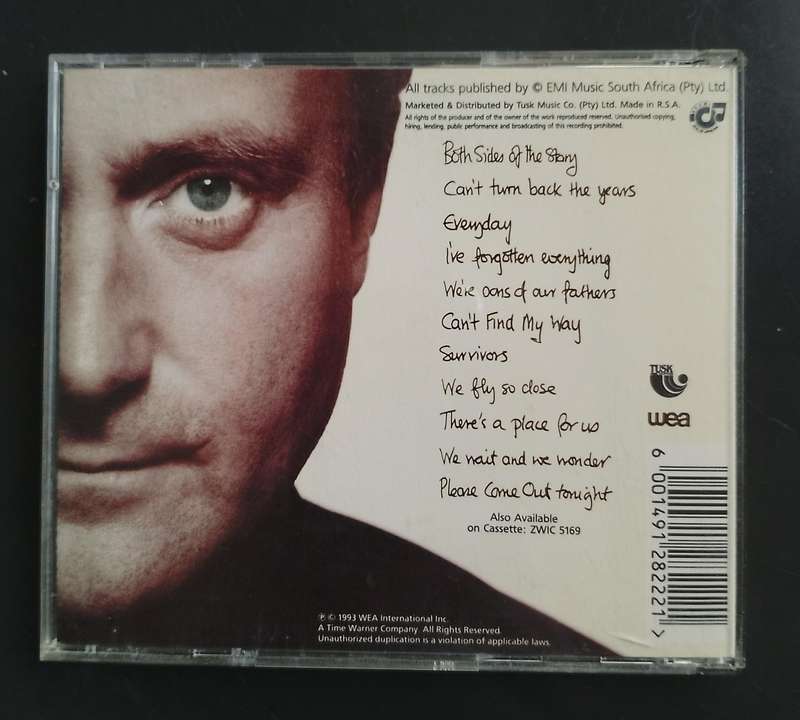 All tracks published by © EMI Music South Africa (Pty) Ltd.
Marketed & Distributed by Tusk Music Co. (Pty) Ltd. Made in R.S.A.
All rights of the producer and of the owner of the work reproduced reserved. Unauthorised copying,
hiring, lending, public performance and broadcasting of this recording prohibited.
Both Sides of the Story
Can't turn back the years
Everyday
I've forgotten everything
We're sons of our fathers
Can't Find My Way
Survivors
We fly so close
There's a place for us
We wait and we wonder
Please Come Out tonight
Also Available
on Cassette: ZWIC 5169
TUSK
wea
6 001491 282221 >
℗ © 1993 WEA International Inc.
A Time Warner Company. All Rights Reserved.
Unauthorized duplication is a violation of applicable laws.